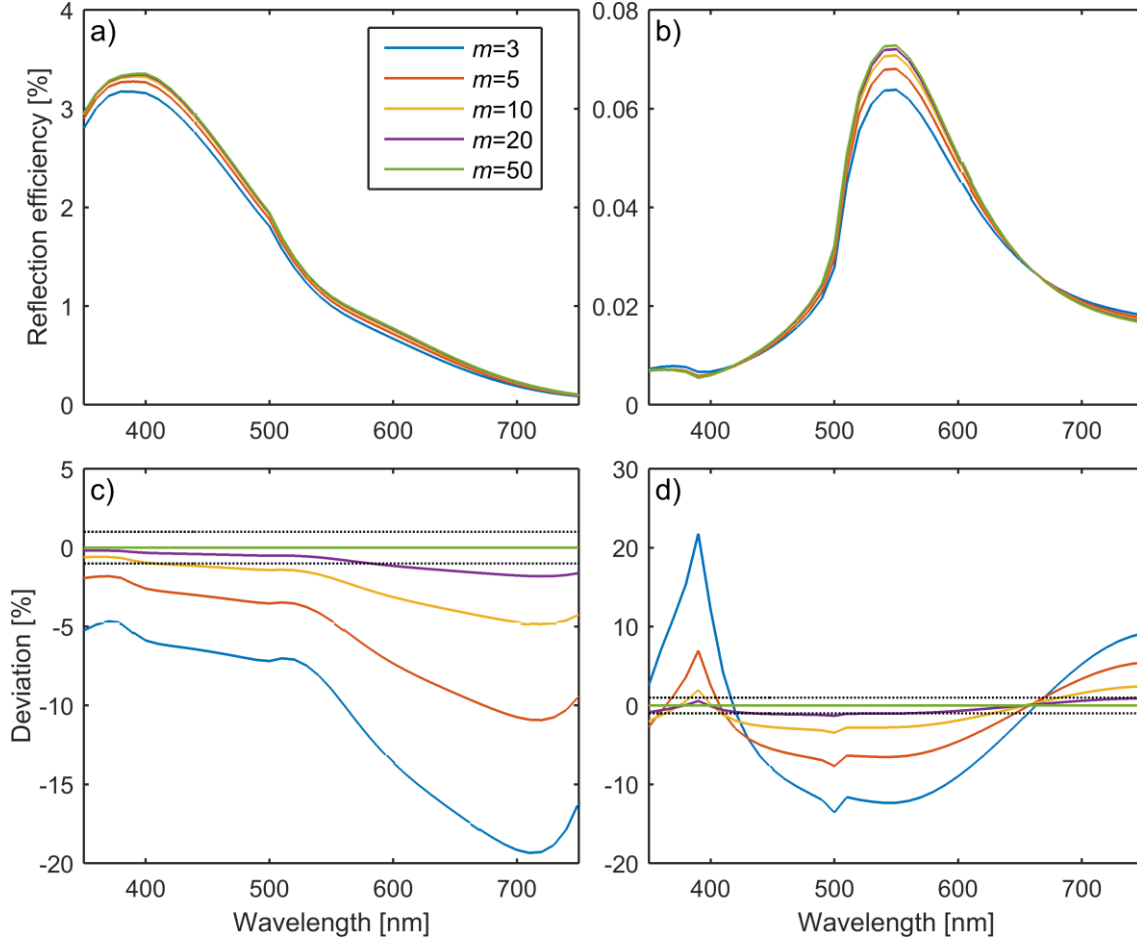 a)
b)
m=3
m=5
m=10
m=20
m=50
Reflection efficiency [%]
4
3
2
1
0
400
500
600
700
0.08
0.06
0.04
0.02
0
400
500
600
700
c)
d)
Deviation [%]
5
0
-5
-10
-15
-20
400
500
600
700
Wavelength [nm]
30
20
10
0
-10
-20
400
500
600
700
Wavelength [nm]